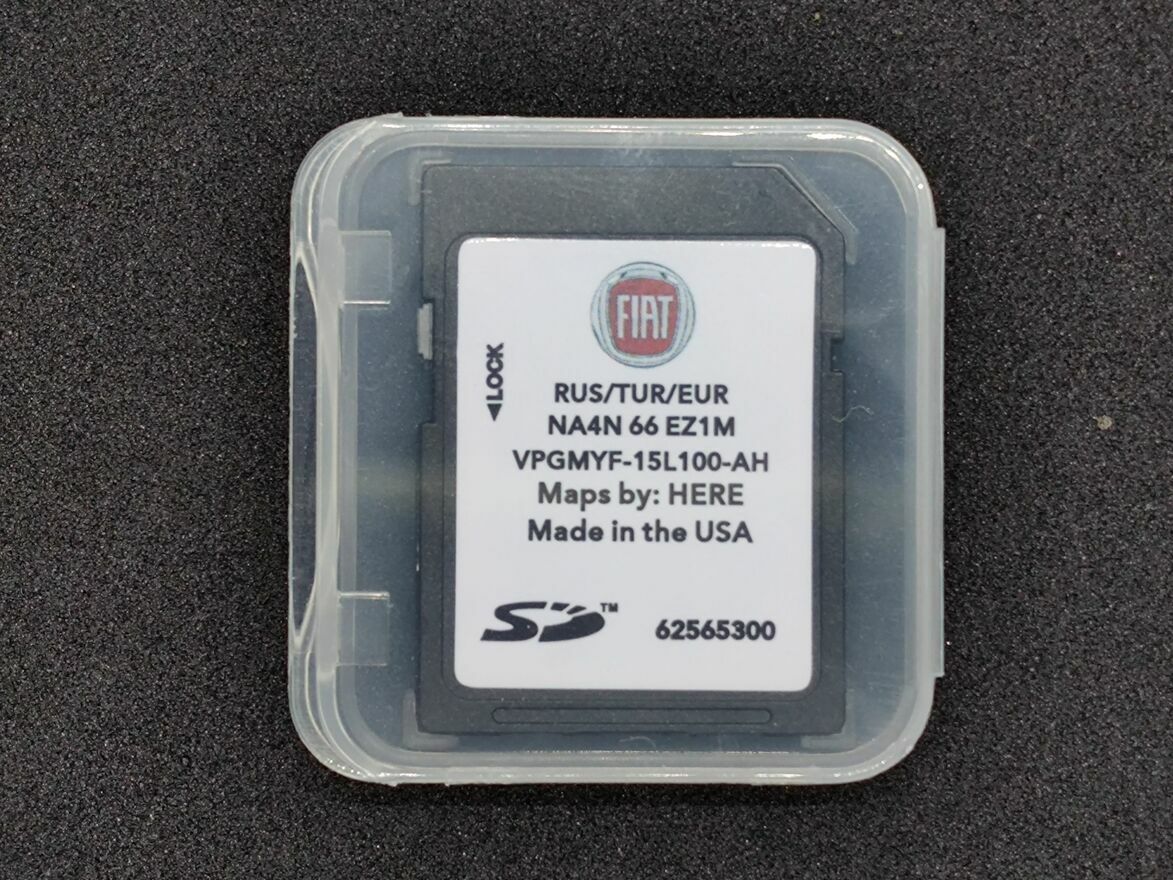 FIAT
◄LOCK
RUS/TUR/EUR
NA4N 66 EZ1M
VPGMYF-15L100-AH
Maps by: HERE
Made in the USA
SD™ 62565300